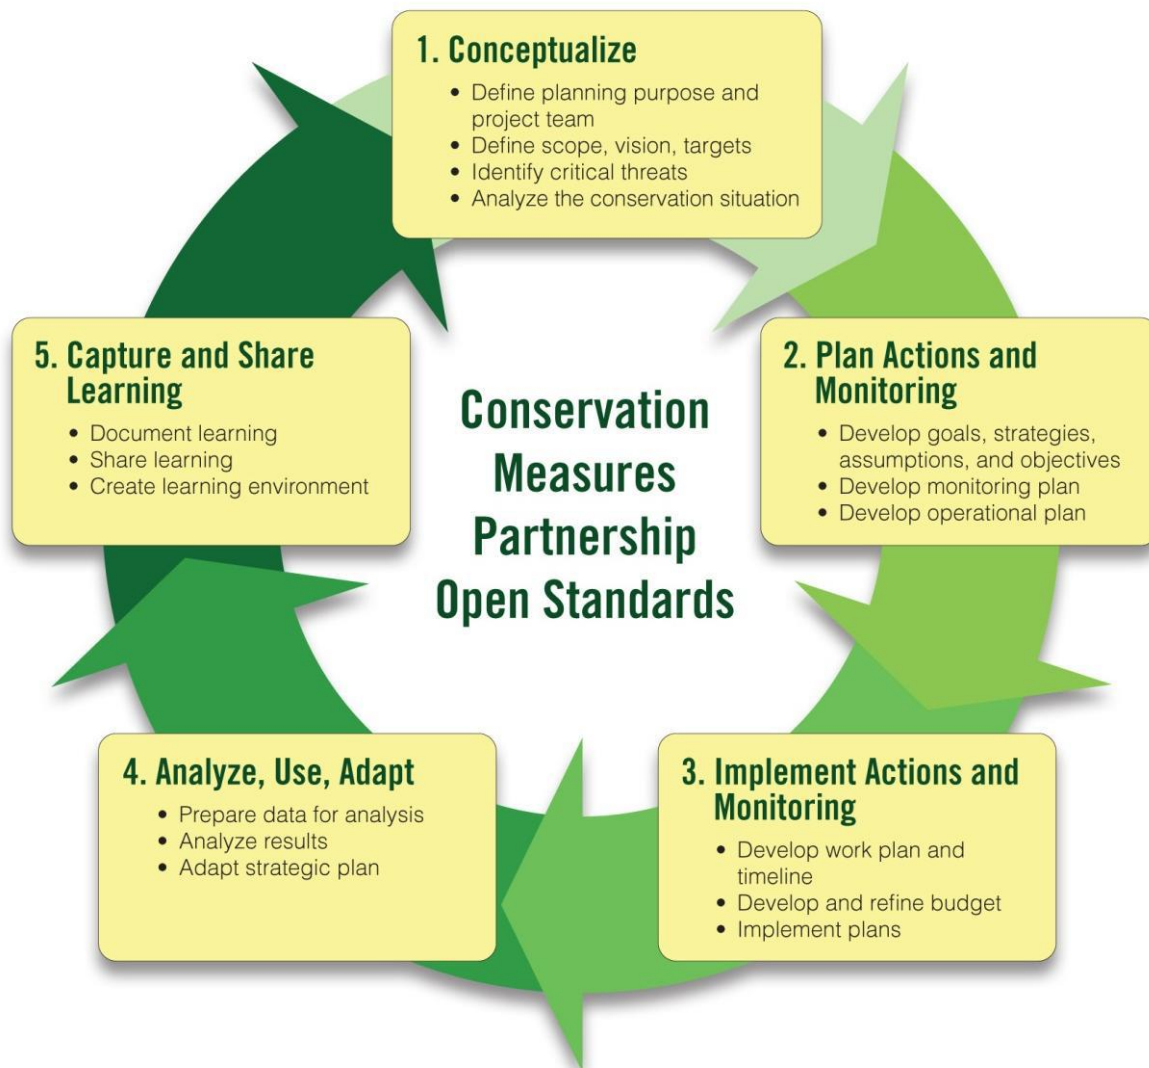 1. Conceptualize
• Define planning purpose and
project team
• Define scope, vision, targets
• Identify critical threats
• Analyze the conservation situation
2. Plan Actions and
Monitoring
• Develop goals, strategies,
assumptions, and objectives
• Develop monitoring plan
• Develop operational plan
3. Implement Actions and
Monitoring
• Develop work plan and
timeline
• Develop and refine budget
• Implement plans
4. Analyze, Use, Adapt
• Prepare data for analysis
• Analyze results
• Adapt strategic plan
5. Capture and Share
Learning
• Document learning
• Share learning
• Create learning environment
Conservation
Measures
Partnership
Open Standards